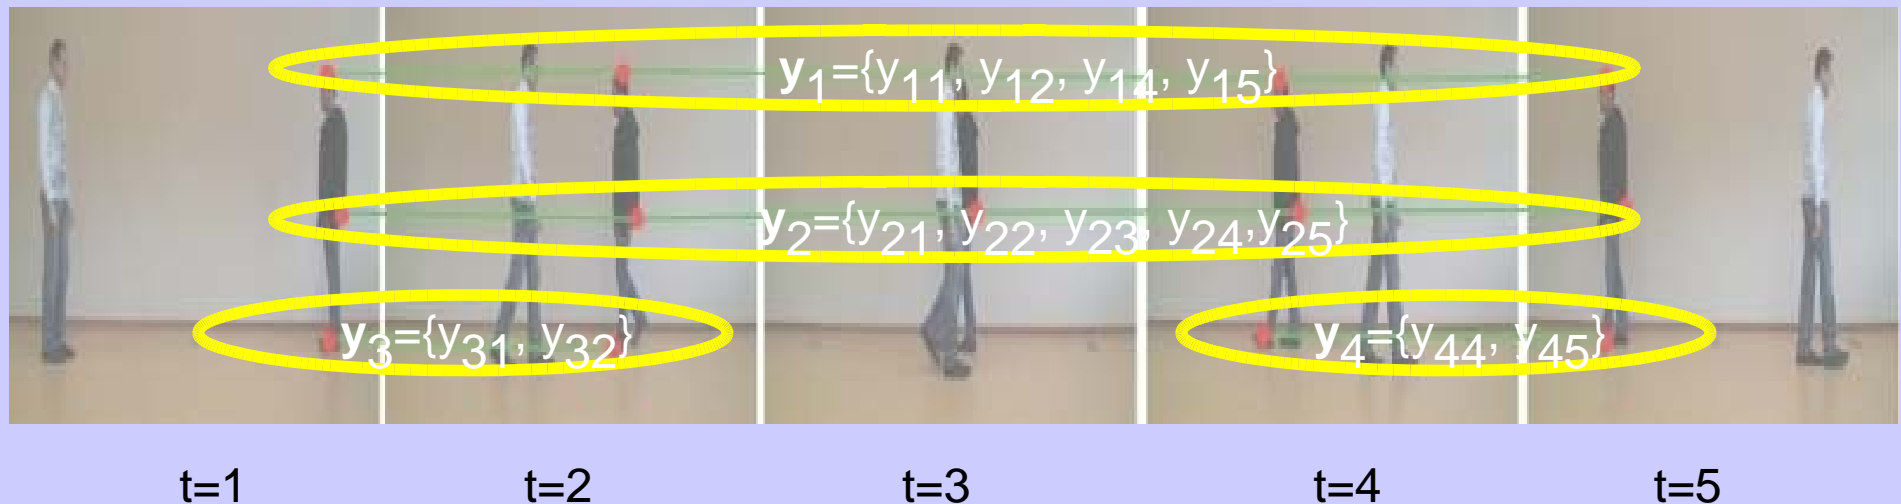 y₁={y₁₁, y₁₂, y₁₄, y₁₅}
y₂={y₂₁, y₂₂, y₂₃, y₂₄,y₂₅}
y₃={y₃₁, y₃₂}
y₄={y₄₄, y₄₅}
t=1
t=2
t=3
t=4
t=5